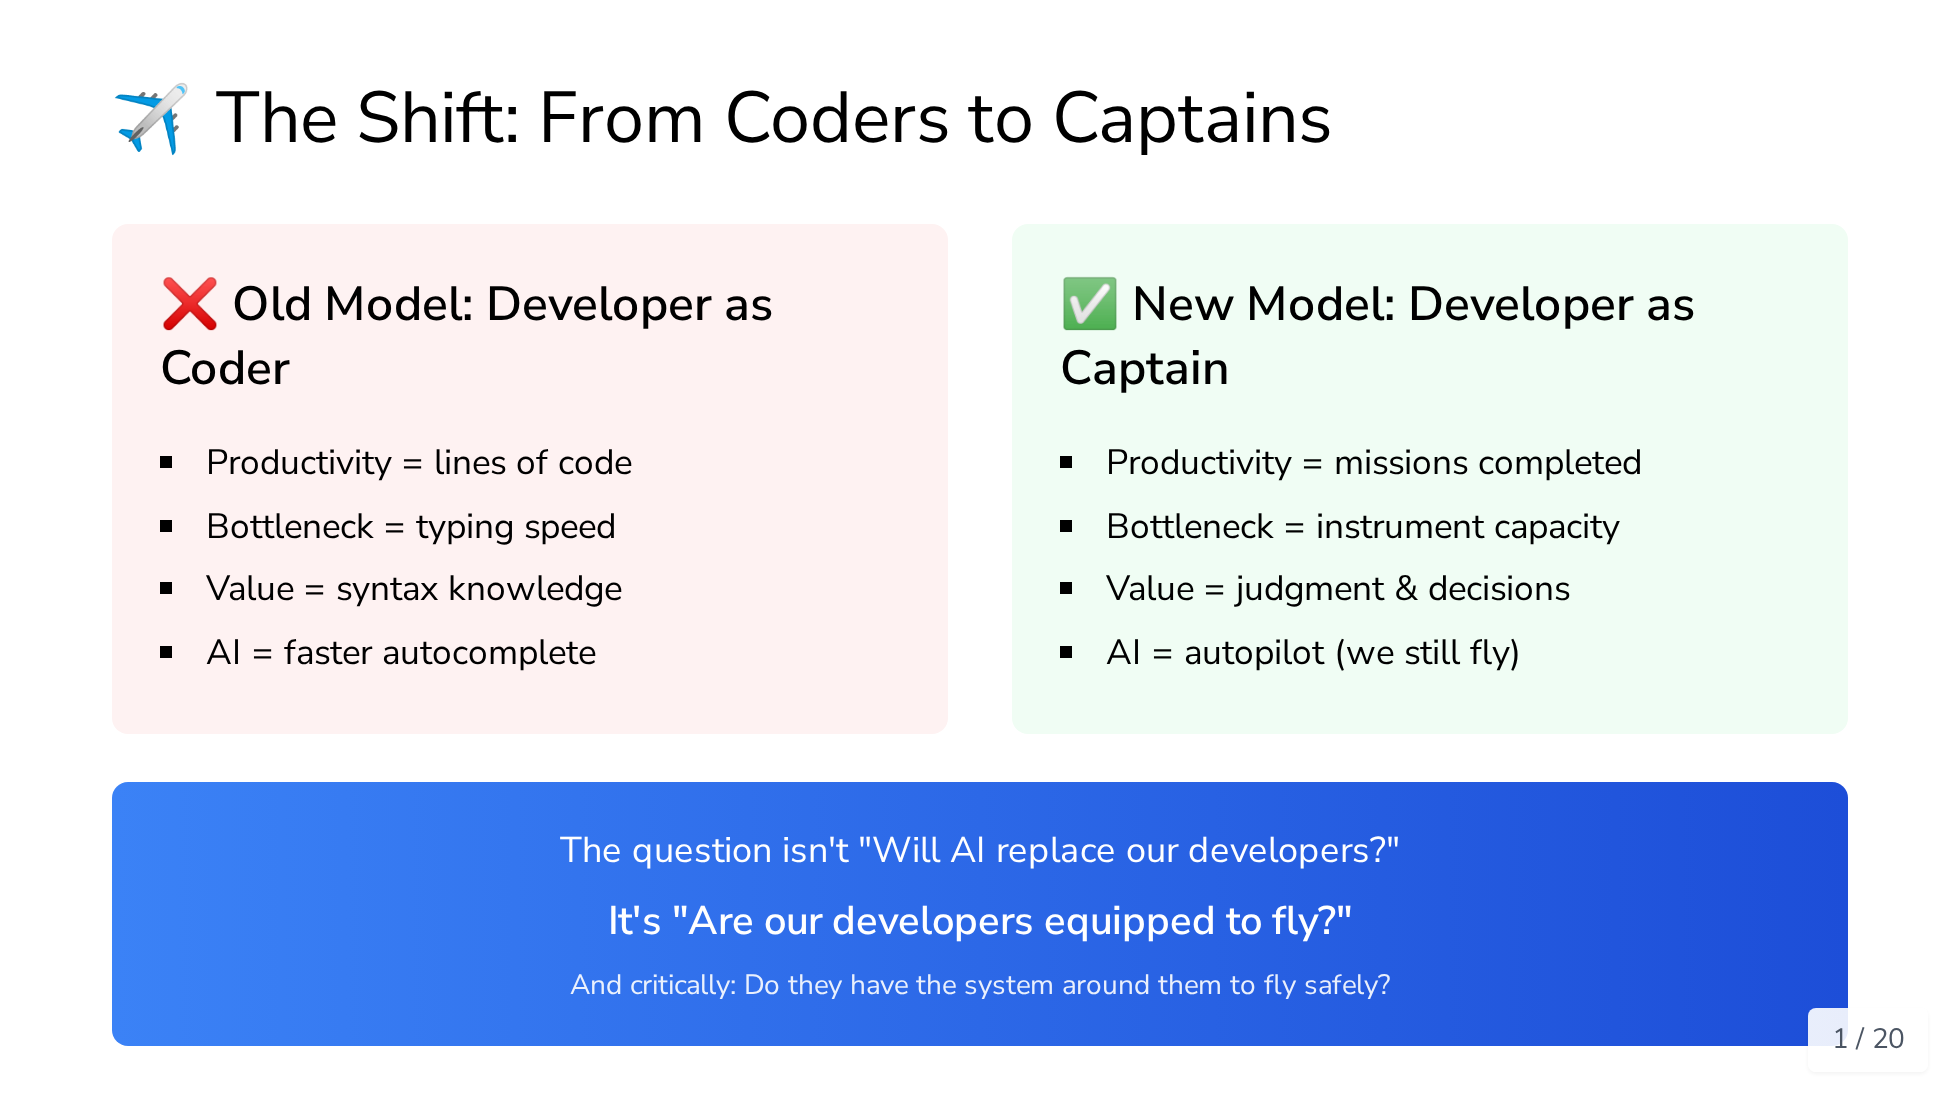 ✈️ The Shift: From Coders to Captains
❌ Old Model: Developer as
Coder
▪ Productivity = lines of code
▪ Bottleneck = typing speed
▪ Value = syntax knowledge
▪ AI = faster autocomplete
✅ New Model: Developer as
Captain
▪ Productivity = missions completed
▪ Bottleneck = instrument capacity
▪ Value = judgment & decisions
▪ AI = autopilot (we still fly)
The question isn't "Will AI replace our developers?"
It's "Are our developers equipped to fly?"
And critically: Do they have the system around them to fly safely?
1 / 20